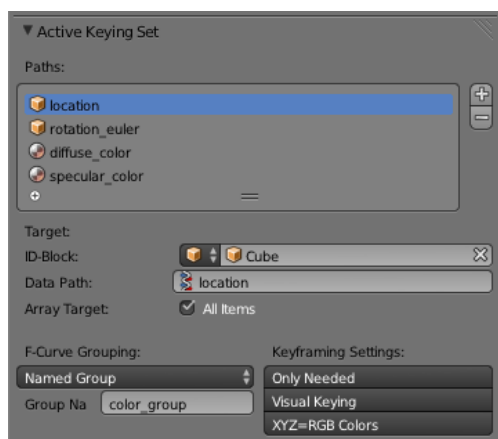 Active Keying Set
Paths:
location
rotation_euler
diffuse_color
specular_color
Target:
ID-Block: Cube
Data Path: location
Array Target: All Items
F-Curve Grouping: Keyframing Settings:
Named Group Only Needed
Group Na color_group Visual Keying
XYZ=RGB Colors